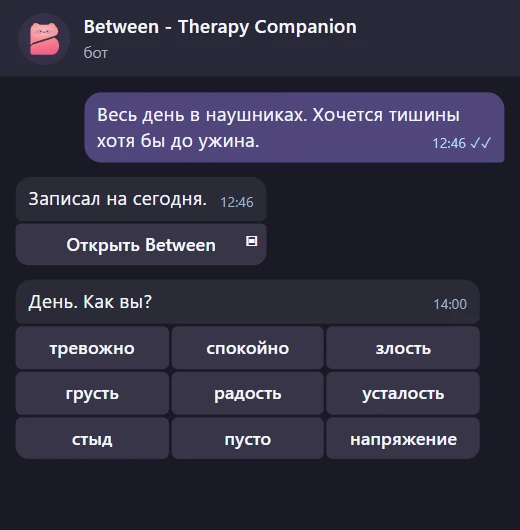 Between - Therapy Companion
бот
Весь день в наушниках. Хочется тишины
хотя бы до ужина.
12:46
Записал на сегодня.
12:46
Открыть Between
День. Как вы?
14:00
тревожно
спокойно
злость
грусть
радость
усталость
стыд
пусто
напряжение